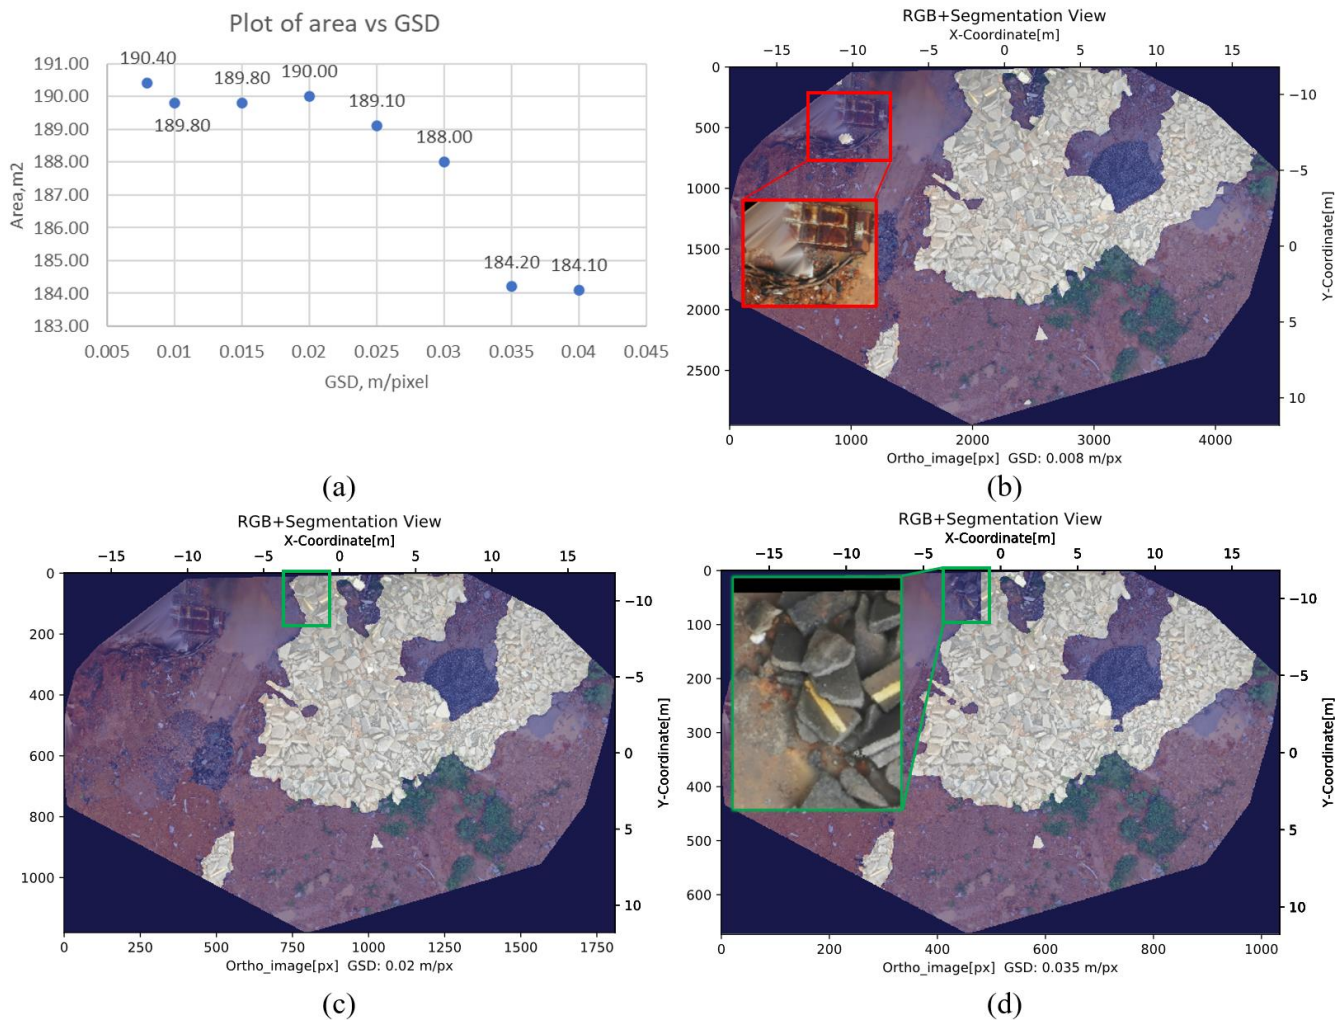 Plot of area vs GSD
191.00
190.00
189.00
188.00
187.00
186.00
185.00
184.00
183.00
Area,m2
190.40
189.80
189.80
190.00
189.10
188.00
184.20
184.10
0.005 0.01 0.015 0.02 0.025 0.03 0.035 0.04 0.045
GSD, m/pixel
(a)
RGB+Segmentation View
X-Coordinate[m]
−15 −10 −5 0 5 10 15
0
500
1000
1500
2000
2500
−10
−5
0
5
10
Y-Coordinate[m]
0 1000 2000 3000 4000
Ortho_image[px] GSD: 0.008 m/px
(b)
RGB+Segmentation View
X-Coordinate[m]
−15 −10 −5 0 5 10 15
0
200
400
600
800
1000
−10
−5
0
5
10
Y-Coordinate[m]
0 250 500 750 1000 1250 1500 1750
Ortho_image[px] GSD: 0.02 m/px
(c)
RGB+Segmentation View
X-Coordinate[m]
−15 −10 −5 0 5 10 15
0
100
200
300
400
500
600
−10
−5
0
5
10
Y-Coordinate[m]
0 200 400 600 800 1000
Ortho_image[px] GSD: 0.035 m/px
(d)